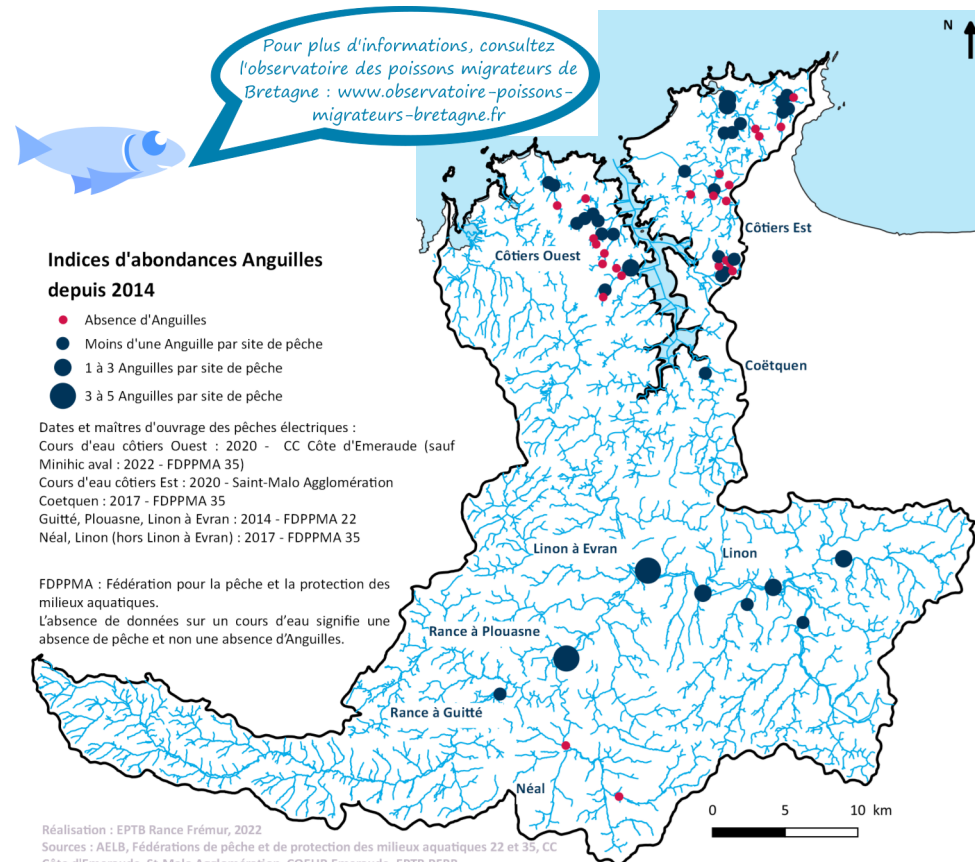 Pour plus d'informations, consultez
l'observatoire des poissons migrateurs de
Bretagne : www.observatoire-poissons-
migrateurs-bretagne.fr
N
Indices d'abondances Anguilles
depuis 2014
Absence d'Anguilles
Moins d'une Anguille par site de pêche
1 à 3 Anguilles par site de pêche
3 à 5 Anguilles par site de pêche
Dates et maîtres d'ouvrage des pêches électriques :
Cours d'eau côtiers Ouest : 2020 - CC Côte d'Emeraude (sauf
Minihic aval : 2022 - FDPPMA 35)
Cours d'eau côtiers Est : 2020 - Saint-Malo Agglomération
Coetquen : 2017 - FDPPMA 35
Guitté, Plouasne, Linon à Evran : 2014 - FDPPMA 22
Néal, Linon (hors Linon à Evran) : 2017 - FDPPMA 35
FDPPMA : Fédération pour la pêche et la protection des
milieux aquatiques.
L'absence de données sur un cours d'eau signifie une
absence de pêche et non une absence d'Anguilles.
Côtiers Est
Côtiers Ouest
Coëtquen
Linon à Evran
Linon
Rance à Plouasne
Rance à Guitté
Néal
0 5 10 km
Réalisation : EPTB Rance Frémur, 2022
Sources : AELB, Fédérations de pêche et de protection des milieux aquatiques 22 et 35, CC